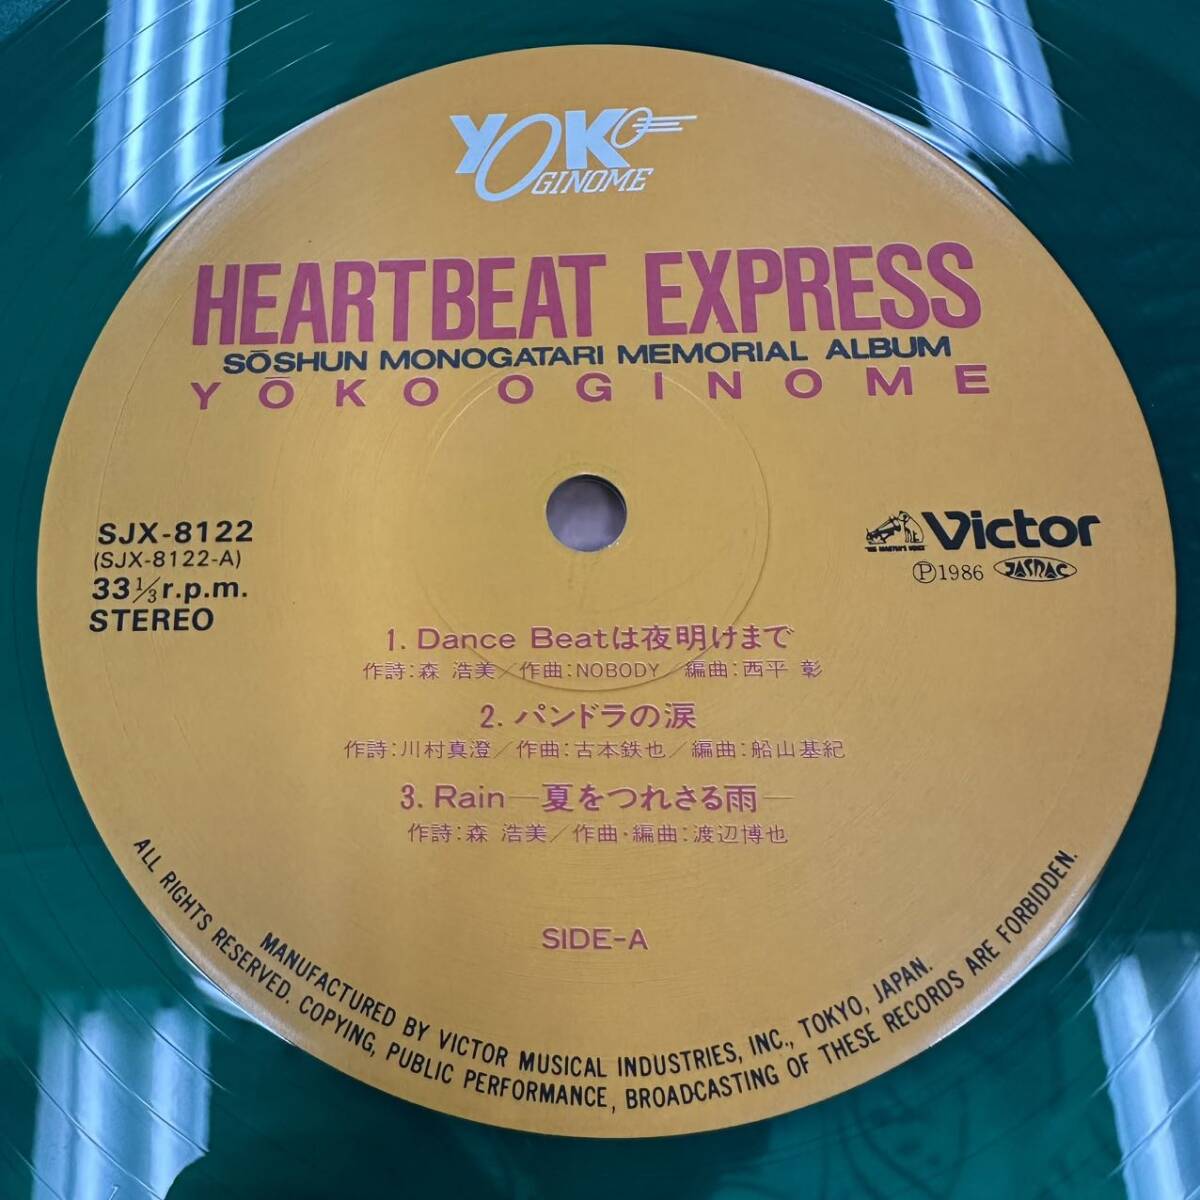 YOKO
OGINOME
HEARTBEAT EXPRESS
SŌSHUN MONOGATARI MEMORIAL ALBUM
YŌKO OGINOME
SJX-8122
(SJX-8122-A)
33⅓r.p.m.
STEREO
"HIS MASTER'S VOICE"
Victor
Ⓟ1986 JASRAC
1. Dance Beatは夜明けまで
作詩:森 浩美/作曲:NOBODY/編曲:西平 彰
2. パンドラの涙
作詩:川村真澄/作曲:古本鉄也/編曲:船山基紀
3. Rain—夏をつれさる雨—
作詩:森 浩美/作曲・編曲:渡辺博也
SIDE-A
MANUFACTURED BY VICTOR MUSICAL INDUSTRIES, INC., TOKYO, JAPAN.
ALL RIGHTS RESERVED. COPYING, PUBLIC PERFORMANCE, BROADCASTING OF THESE RECORDS ARE FORBIDDEN.